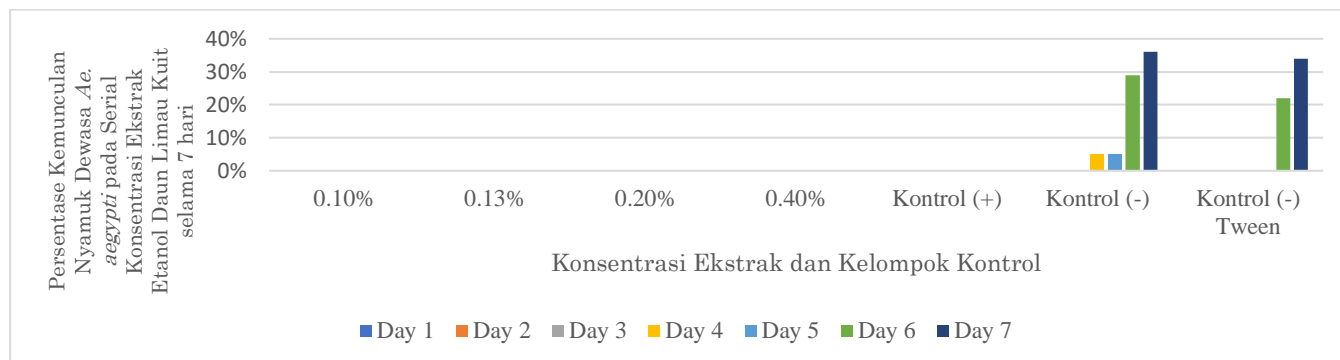 Persentase Kemunculan
Nyamuk Dewasa Ae.
aegypti pada Serial
Konsentrasi Ekstrak
Etanol Daun Limau Kuit
selama 7 hari
40%
30%
20%
10%
0%
0.10%
0.13%
0.20%
0.40%
Kontrol (+)
Kontrol (-)
Kontrol (-)
Tween
Konsentrasi Ekstrak dan Kelompok Kontrol
Day 1
Day 2
Day 3
Day 4
Day 5
Day 6
Day 7